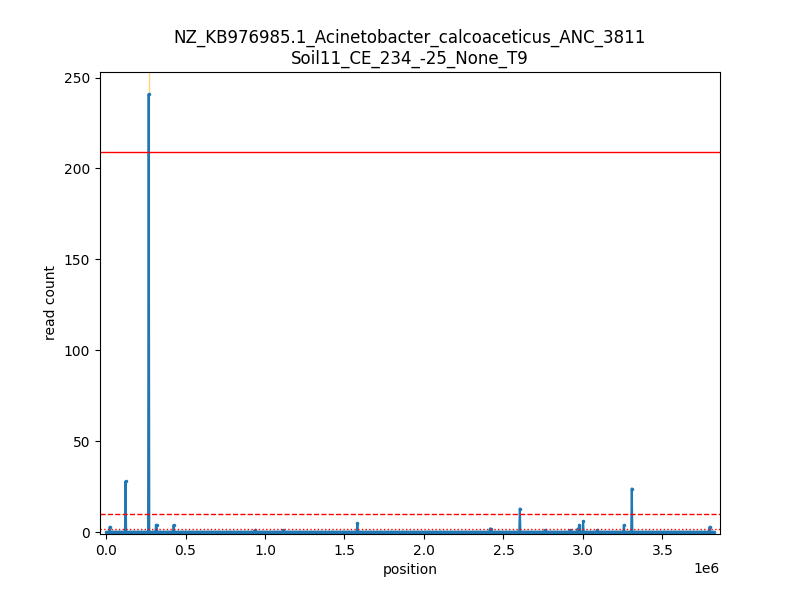 NZ_KB976985.1_Acinetobacter_calcoaceticus_ANC_3811
Soil11_CE_234_-25_None_T9
250
200
150
100
50
0
read count
0.0 0.5 1.0 1.5 2.0 2.5 3.0 3.5
1e6
position